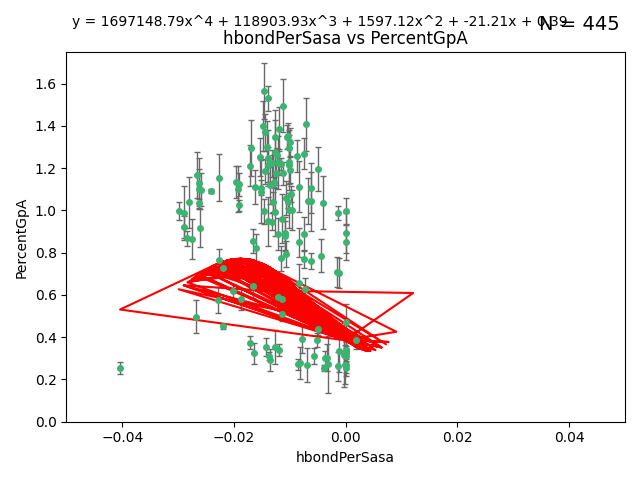 y = 1697148.79x^4 + 118903.93x^3 + 1597.12x^2 + -21.21x + 0.39
N = 445
hbondPerSasa vs PercentGpA
PercentGpA
1.6
1.4
1.2
1.0
0.8
0.6
0.4
0.2
0.0
−0.04 −0.02 0.00 0.02 0.04
hbondPerSasa